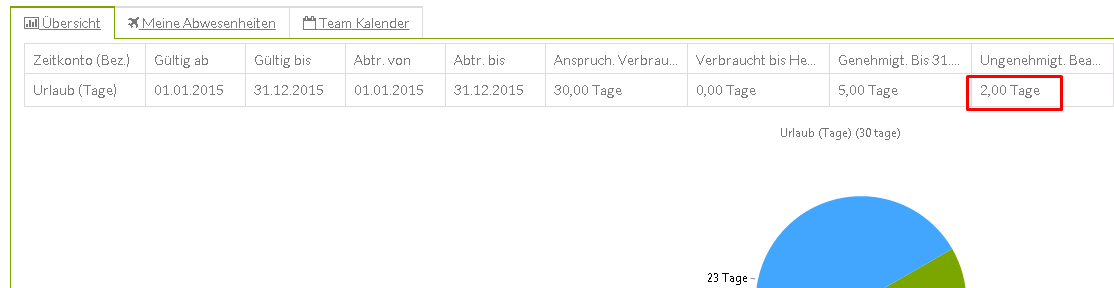 Übersicht Meine Abwesenheiten Team Kalender
Zeitkonto (Bez.) Gültig ab Gültig bis Abtr. von Abtr. bis Anspruch. Verbrau... Verbraucht bis He... Genehmigt. Bis 31.... Ungenehmigt. Bea...
Urlaub (Tage) 01.01.2015 31.12.2015 01.01.2015 31.12.2015 30,00 Tage 0,00 Tage 5,00 Tage 2,00 Tage
Urlaub (Tage) (30 tage)
23 Tage